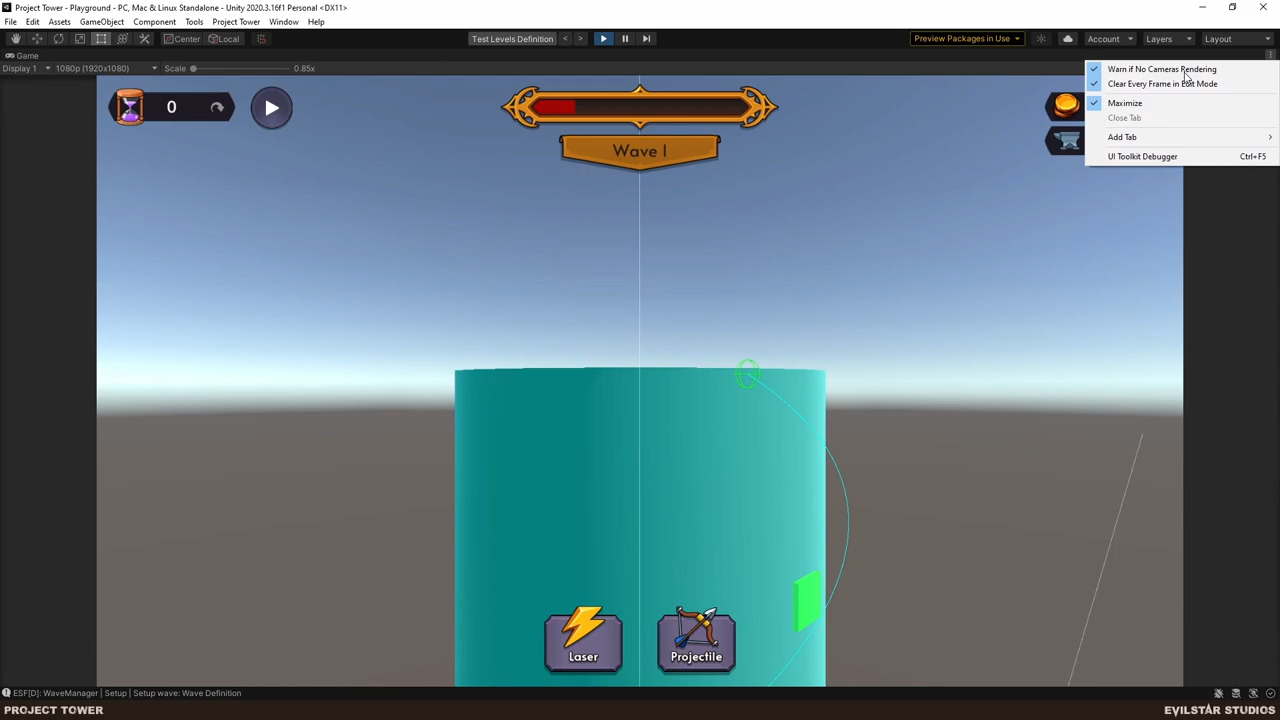 Project Tower - Playground - PC, Mac & Linux Standalone - Unity 2020.3.16f1 Personal <DX11>
File Edit Assets GameObject Component Tools Project Tower Window Help
Center Local Test Levels Definition Preview Packages in Use Account Layers Layout
Game
Display 1 1080p (1920x1080) Scale 0.85x
Warn if No Cameras Rendering
Clear Every Frame in Edit Mode
Maximize
Close Tab
Add Tab
UI Toolkit Debugger Ctrl+F5
0
Wave 1
Laser
Projectile
ESF[D]: WaveManager | Setup | Setup wave: Wave Definition
PROJECT TOWER
EVILSTAR STUDIOS